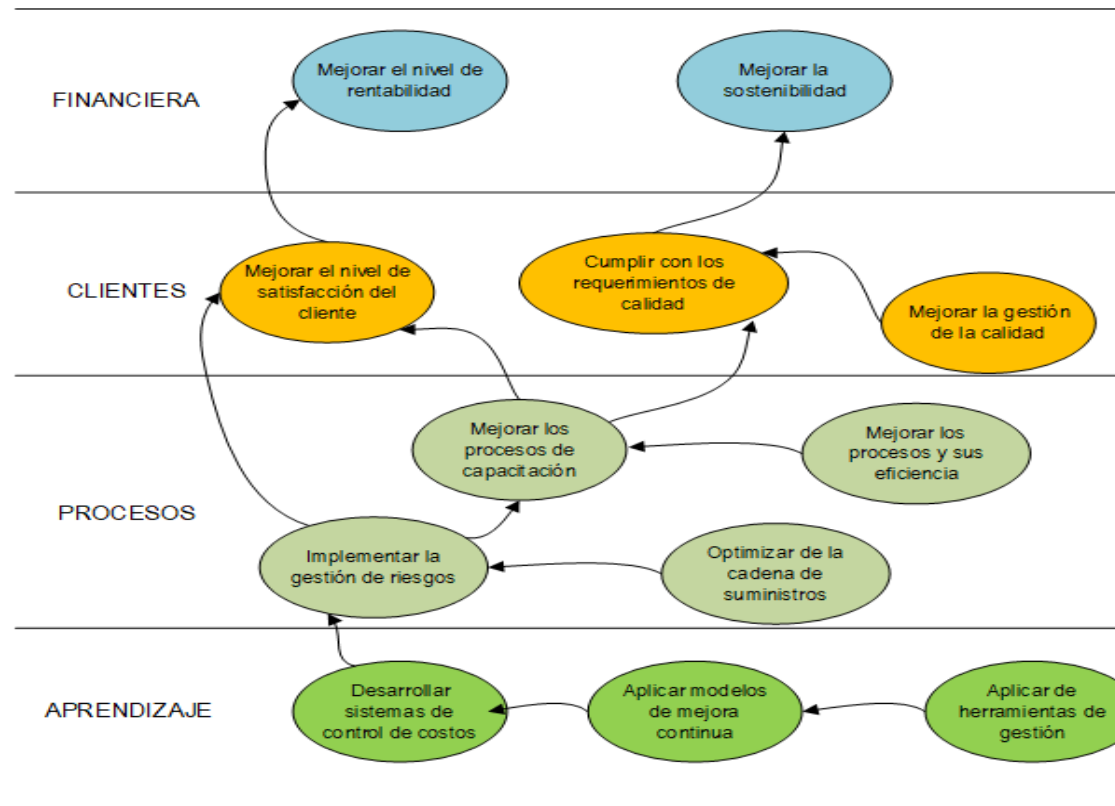 FINANCIERA
Mejorar el nivel de
rentabilidad
Mejorar la
sostenibilidad
CLIENTES
Mejorar el nivel de
satisfacción del
cliente
Cumplir con los
requerimientos de
calidad
Mejorar la gestión
de la calidad
PROCESOS
Mejorar los
procesos de
capacitación
Mejorar los
procesos y sus
eficiencia
Implementar la
gestión de riesgos
Optimizar de la
cadena de
suministros
APRENDIZAJE
Desarrollar
sistemas de
control de costos
Aplicar modelos
de mejora
continua
Aplicar de
herramientas de
gestión